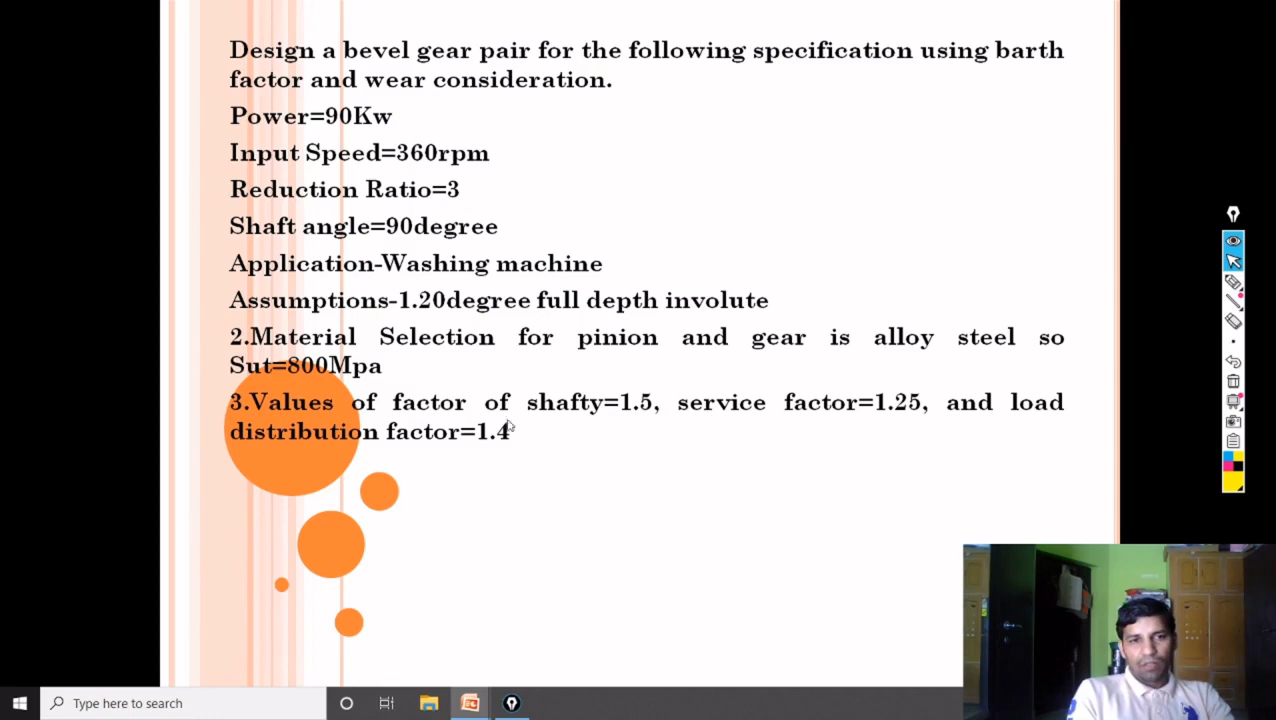 Design a bevel gear pair for the following specification using barth
factor and wear consideration.
Power=90Kw
Input Speed=360rpm
Reduction Ratio=3
Shaft angle=90degree
Application-Washing machine
Assumptions-1.20degree full depth involute
2.Material Selection for pinion and gear is alloy steel so
Sut=800Mpa
3.Values of factor of shafty=1.5, service factor=1.25, and load
distribution factor=1.4
Type here to search